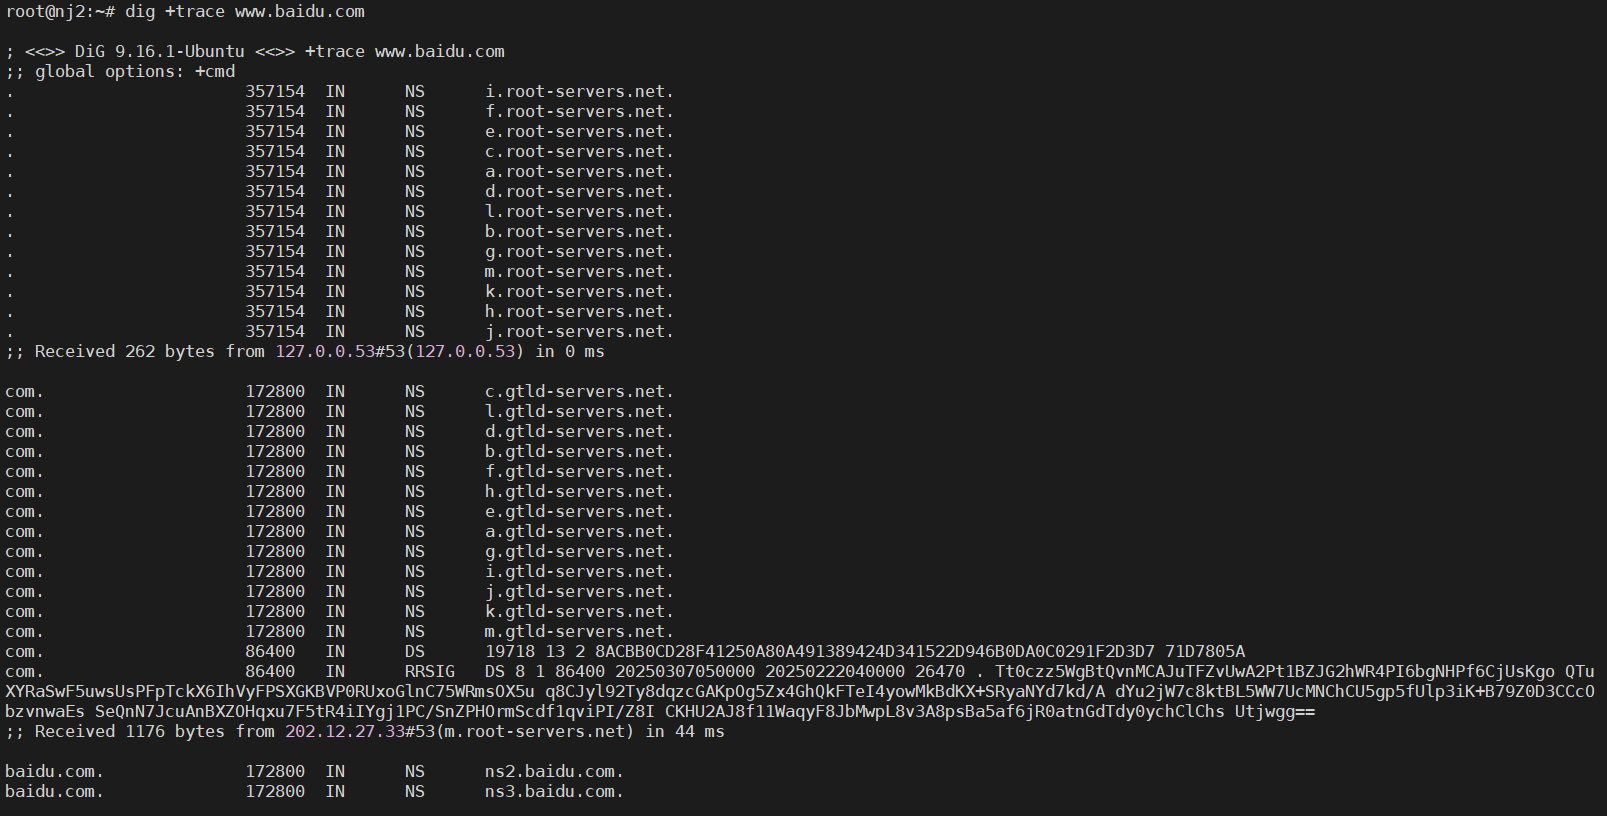 root@nj2:~# dig +trace www.baidu.com
; <<>> DiG 9.16.1-Ubuntu <<>> +trace www.baidu.com
;; global options: +cmd
. 357154 IN NS i.root-servers.net.
. 357154 IN NS f.root-servers.net.
. 357154 IN NS e.root-servers.net.
. 357154 IN NS c.root-servers.net.
. 357154 IN NS a.root-servers.net.
. 357154 IN NS d.root-servers.net.
. 357154 IN NS l.root-servers.net.
. 357154 IN NS b.root-servers.net.
. 357154 IN NS g.root-servers.net.
. 357154 IN NS m.root-servers.net.
. 357154 IN NS k.root-servers.net.
. 357154 IN NS h.root-servers.net.
. 357154 IN NS j.root-servers.net.
;; Received 262 bytes from 127.0.0.53#53(127.0.0.53) in 0 ms
com. 172800 IN NS c.gtld-servers.net.
com. 172800 IN NS l.gtld-servers.net.
com. 172800 IN NS d.gtld-servers.net.
com. 172800 IN NS b.gtld-servers.net.
com. 172800 IN NS f.gtld-servers.net.
com. 172800 IN NS h.gtld-servers.net.
com. 172800 IN NS e.gtld-servers.net.
com. 172800 IN NS a.gtld-servers.net.
com. 172800 IN NS g.gtld-servers.net.
com. 172800 IN NS i.gtld-servers.net.
com. 172800 IN NS j.gtld-servers.net.
com. 172800 IN NS k.gtld-servers.net.
com. 172800 IN NS m.gtld-servers.net.
com. 86400 IN DS 19718 13 2 8ACBB0CD28F41250A80A491389424D341522D946B0DA0C0291F2D3D7 71D7805A
com. 86400 IN RRSIG DS 8 1 86400 20250307050000 20250222040000 26470 . Tt0czz5WgBtQvnMCAJuTFZvUwA2Pt1BZJG2hWR4PI6bgNHPf6CjUsKgo QTu
XYRaSwF5uwsUsPFpTckX6IhVyFPSXGKBVP0RUxoGlnC75WRmsOX5u q8CJyl92Ty8dqzcGAKpOg5Zx4GhQkFTeI4yowMkBdKX+SRyaNYd7kd/A dYu2jW7c8ktBL5WW7UcMNChCU5gp5fUlp3iK+B79Z0D3CCcO
bzvnwaEs SeQnN7JcuAnBXZOHqxu7F5tR4iIYgj1PC/SnZPHOrmScdf1qviPI/Z8I CKHU2AJ8f11WaqyF8JbMwpL8v3A8psBa5af6jR0atnGdTdy0ychClChs Utjwgg==
;; Received 1176 bytes from 202.12.27.33#53(m.root-servers.net) in 44 ms
baidu.com. 172800 IN NS ns2.baidu.com.
baidu.com. 172800 IN NS ns3.baidu.com.